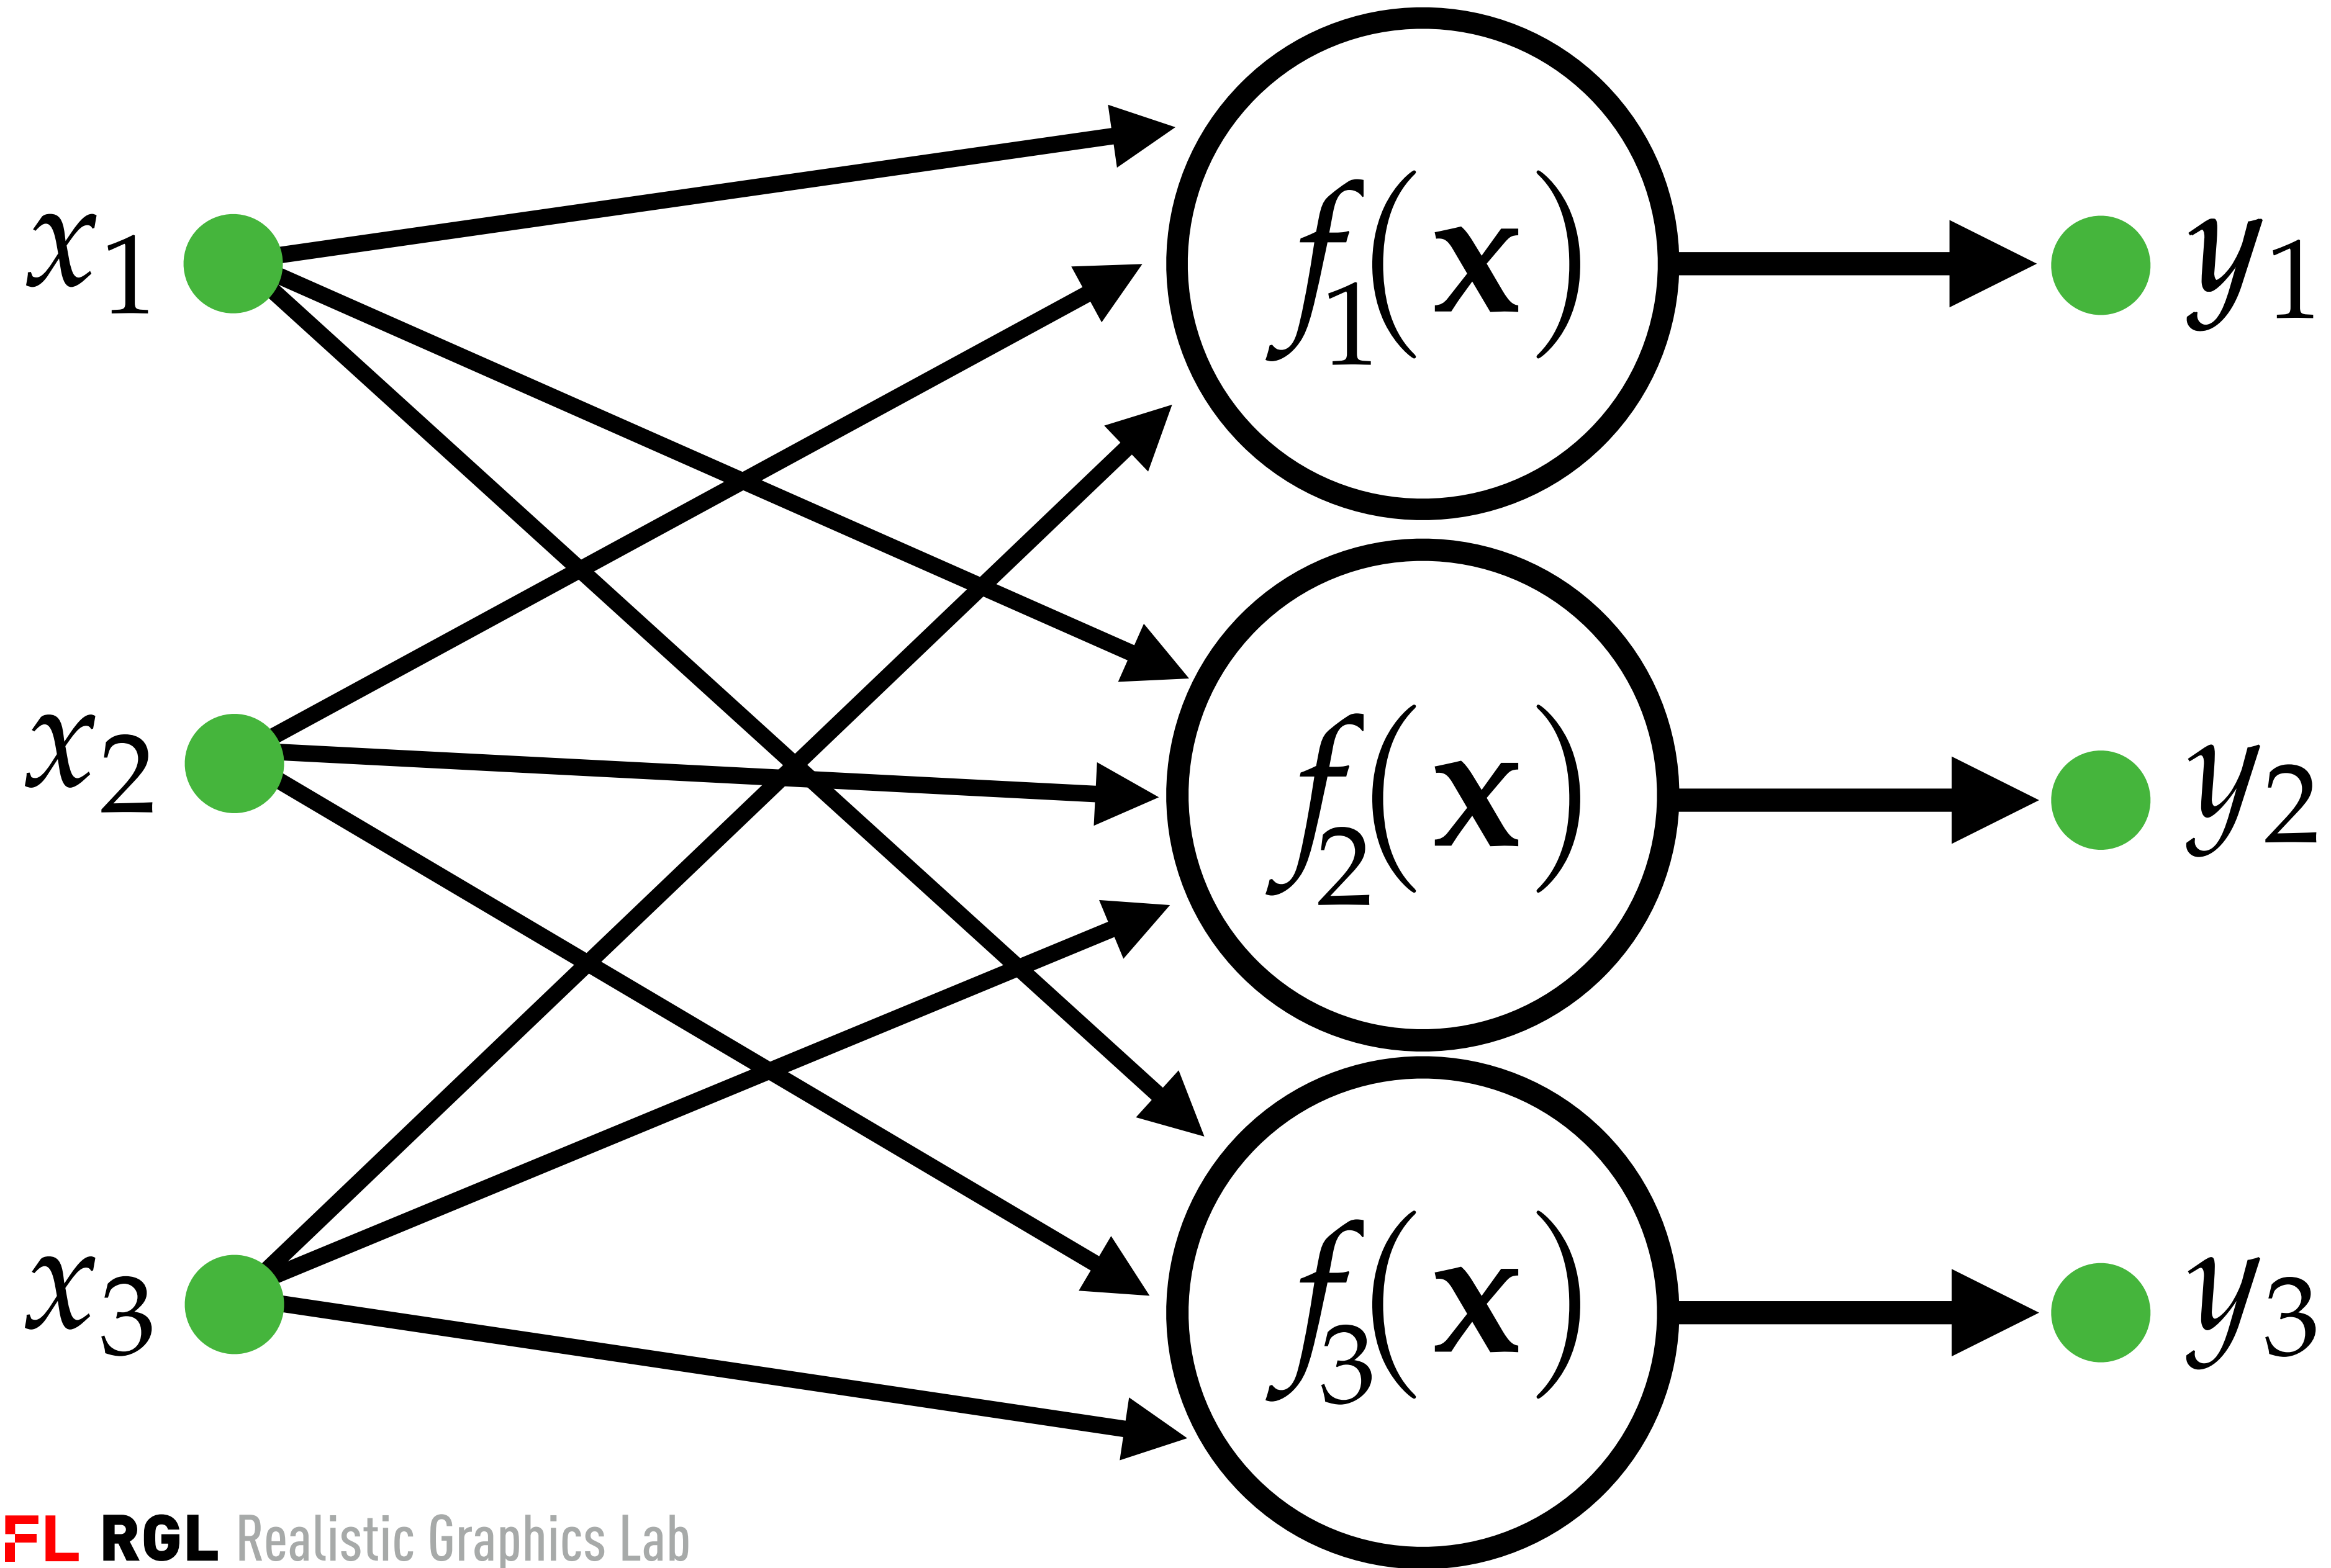 x₁ f₁(x) y₁
x₂ f₂(x) y₂
x₃ f₃(x) y₃
FL RGL Realistic Graphics Lab